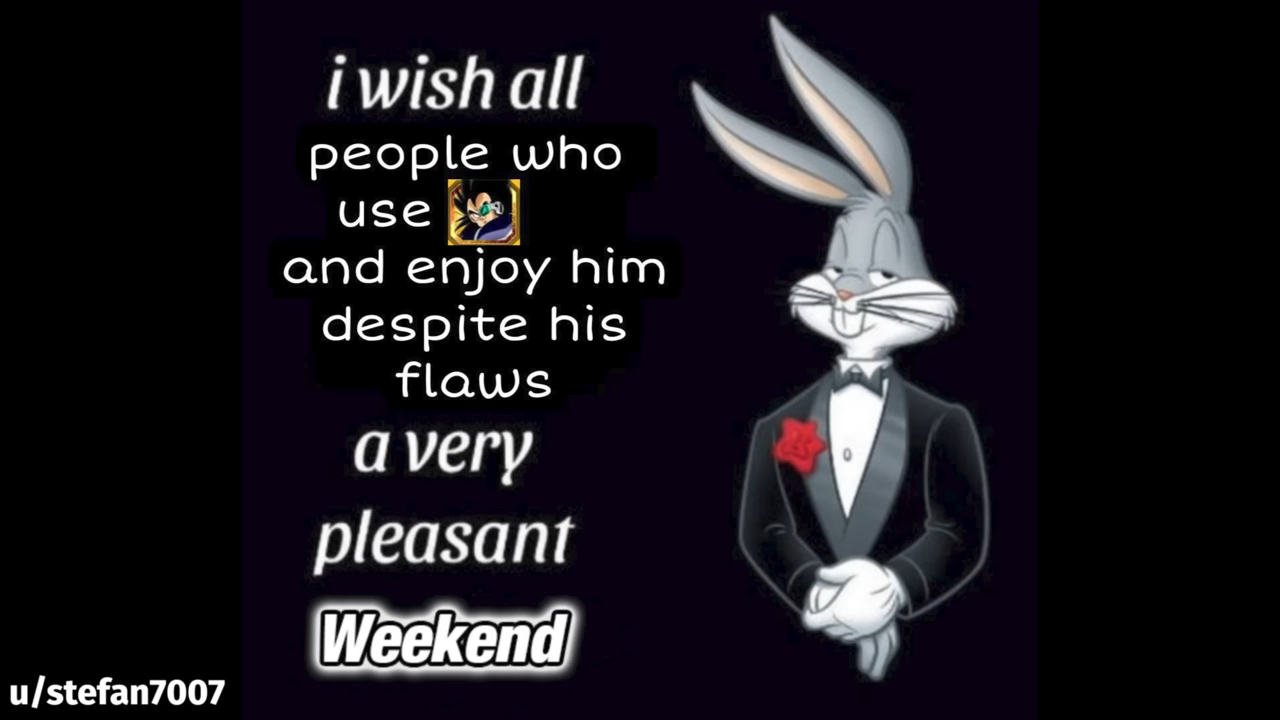 i wish all
people who
use
and enjoy him
despite his
flaws
a very
pleasant
Weekend
u/stefan7007